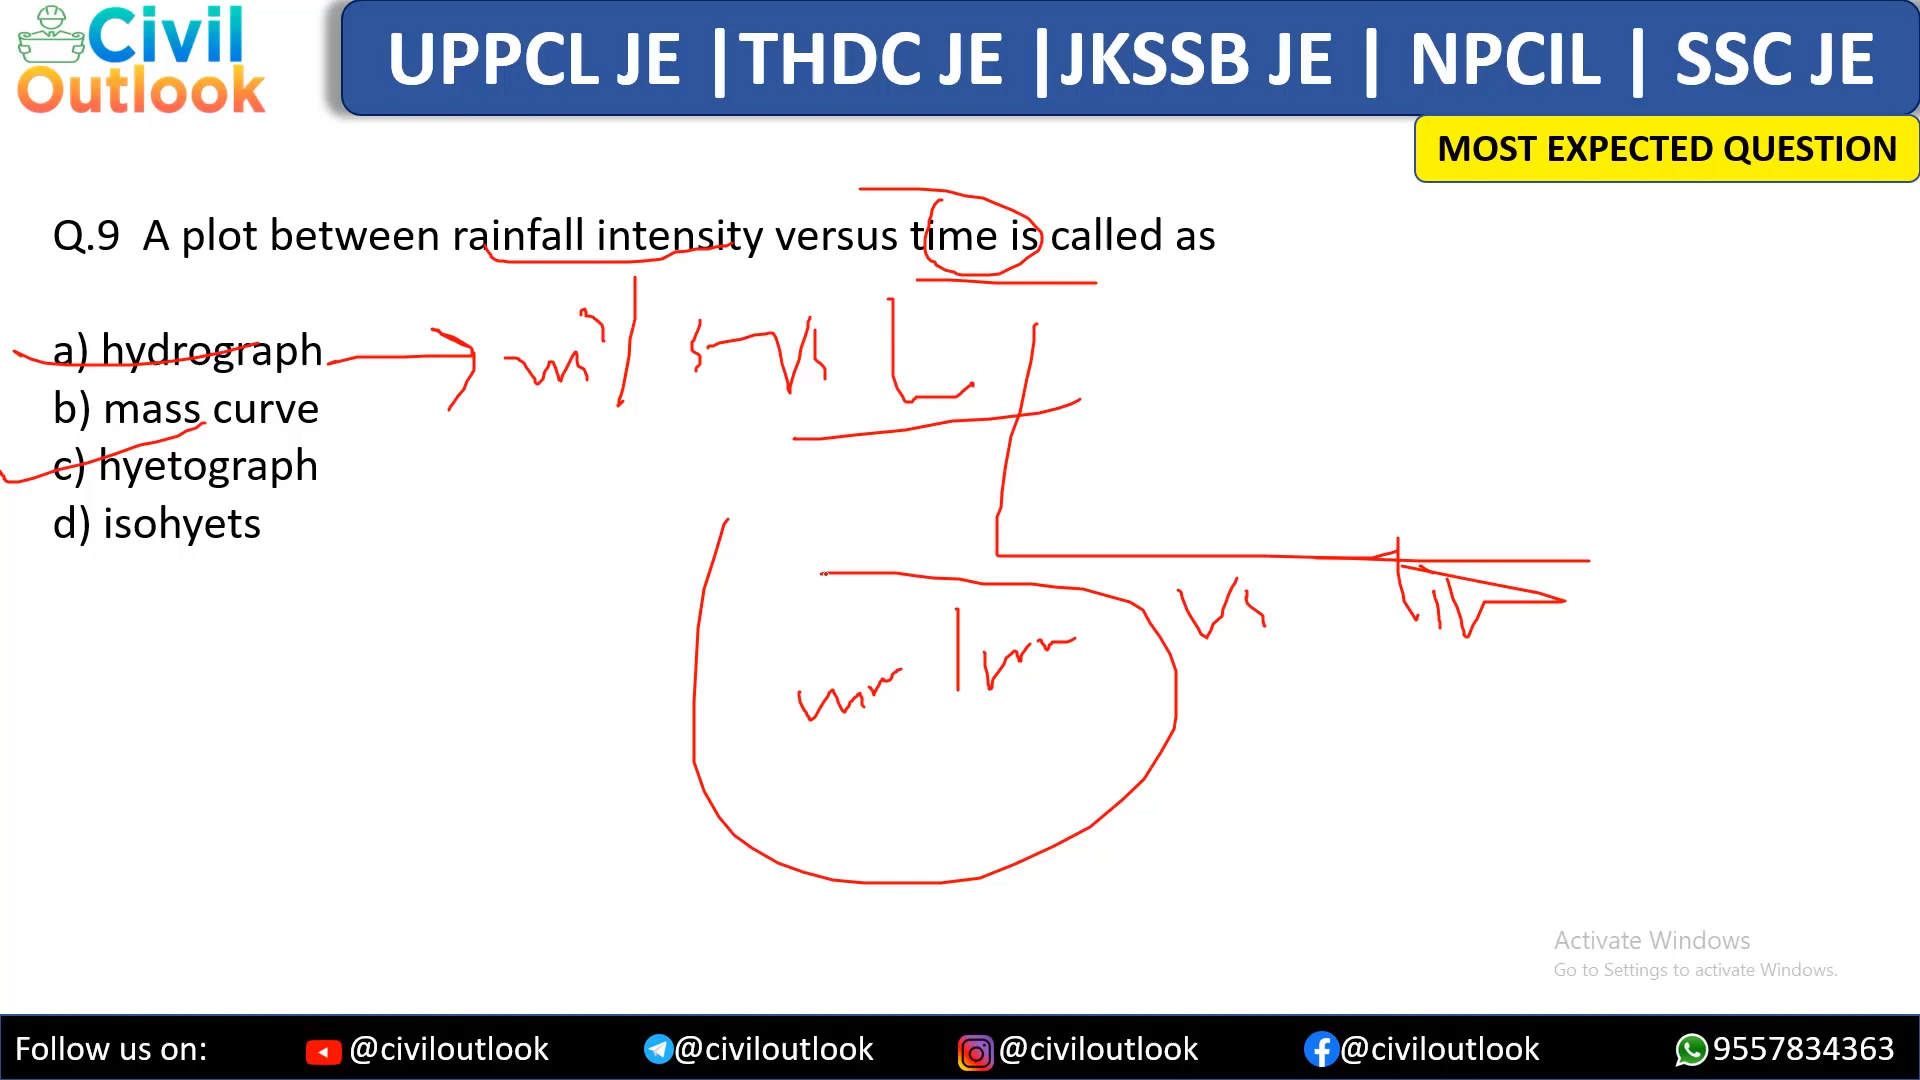 Civil
Outlook
UPPCL JE | THDC JE | JKSSB JE | NPCIL | SSC JE
MOST EXPECTED QUESTION
Q.9 A plot between rainfall intensity versus time is called as
a) hydrograph
b) mass curve
c) hyetograph
d) isohyets
Vs
Activate Windows
Go to Settings to activate Windows.
Follow us on: @civiloutlook @civiloutlook @civiloutlook @civiloutlook 9557834363